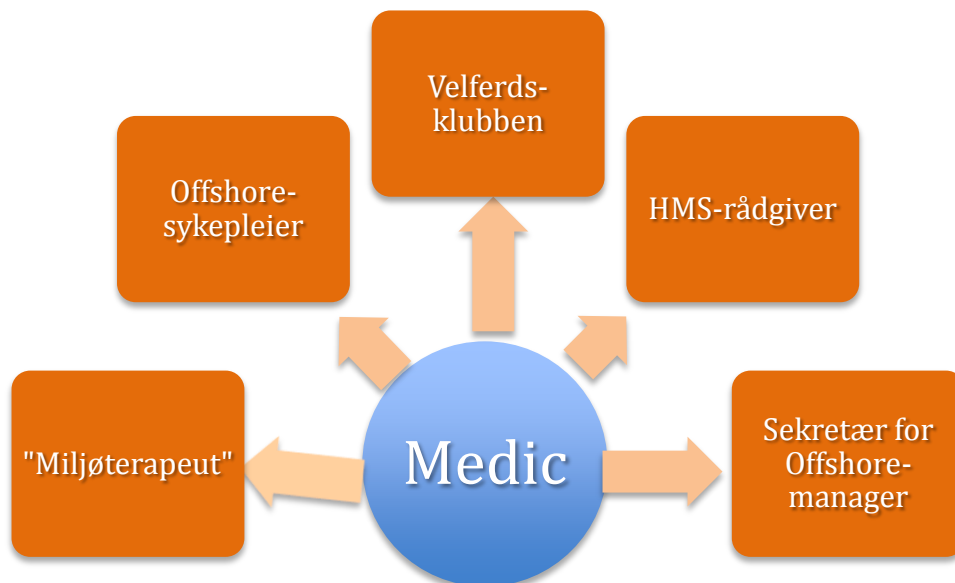 Velferds-
klubben
Offshore-
sykepleier
HMS-rådgiver
"Miljøterapeut"
Medic
Sekretær for
Offshore-
manager